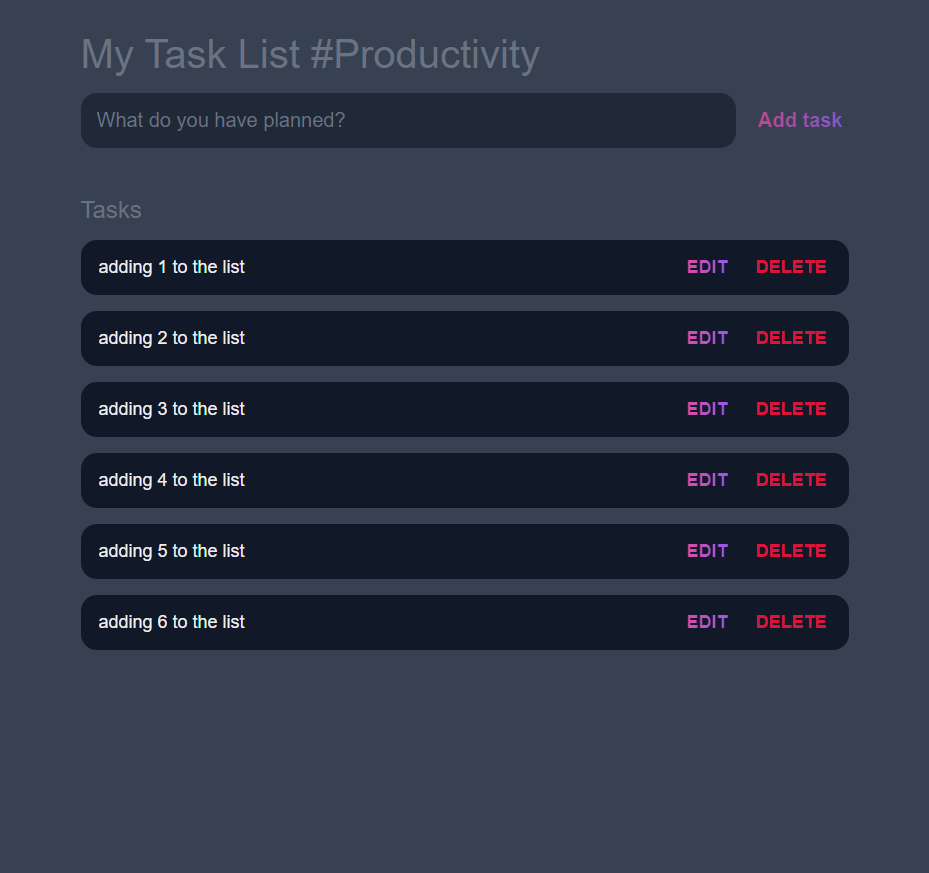 My Task List #Productivity
What do you have planned?
Add task
Tasks
adding 1 to the list EDIT DELETE
adding 2 to the list EDIT DELETE
adding 3 to the list EDIT DELETE
adding 4 to the list EDIT DELETE
adding 5 to the list EDIT DELETE
adding 6 to the list EDIT DELETE